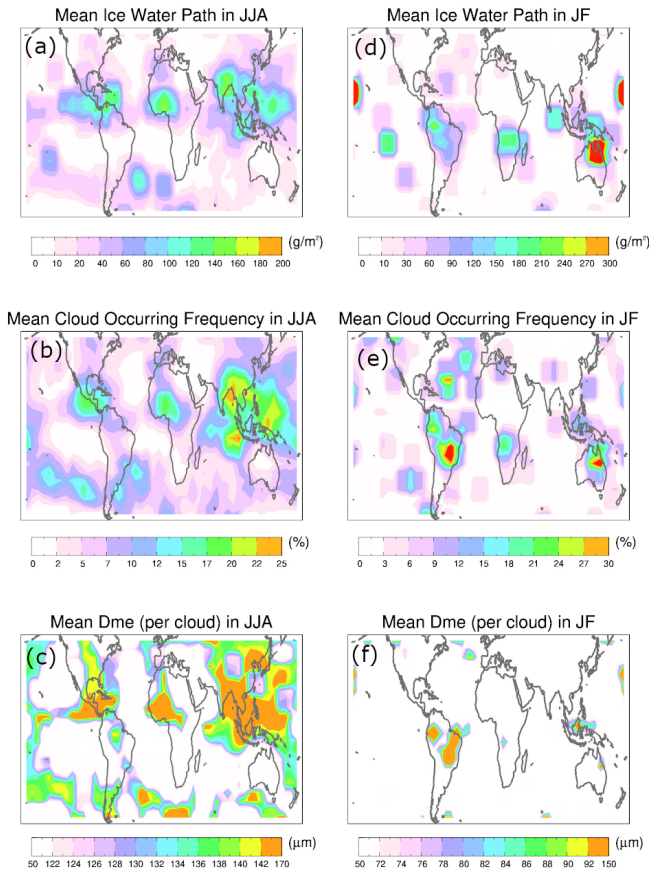 Mean Ice Water Path in JJA
(a)
0 10 20 40 60 80 100 120 140 160 180 200
(g/m²)
Mean Ice Water Path in JF
(d)
0 10 30 60 90 120 150 180 210 240 270 300
(g/m²)
Mean Cloud Occurring Frequency in JJA
(b)
0 2 5 7 10 12 15 17 20 22 25
(%)
Mean Cloud Occurring Frequency in JF
(e)
0 3 6 9 12 15 18 21 24 27 30
(%)
Mean Dme (per cloud) in JJA
(c)
50 122 124 126 128 130 132 134 136 138 140 142 170
(μm)
Mean Dme (per cloud) in JF
(f)
50 72 74 76 78 80 82 84 86 88 90 92 150
(μm)